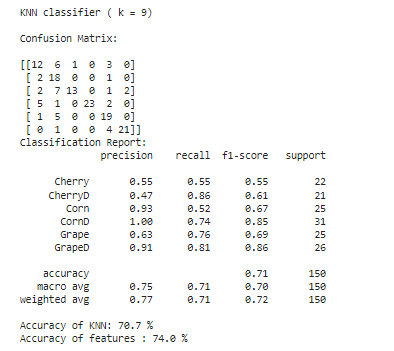 KNN classifier ( k = 9)
Confusion Matrix:
[[12 6 1 0 3 0]
[ 2 18 0 0 1 0]
[ 2 7 13 0 1 2]
[ 5 1 0 23 2 0]
[ 1 5 0 0 19 0]
[ 0 1 0 0 4 21]]
Classification Report:
precision recall f1-score support
Cherry 0.55 0.55 0.55 22
CherryD 0.47 0.86 0.61 21
Corn 0.93 0.52 0.67 25
CornD 1.00 0.74 0.85 31
Grape 0.63 0.76 0.69 25
GrapeD 0.91 0.81 0.86 26
accuracy 0.71 150
macro avg 0.75 0.71 0.70 150
weighted avg 0.77 0.71 0.72 150
Accuracy of KNN: 70.7 %
Accuracy of features : 74.0 %